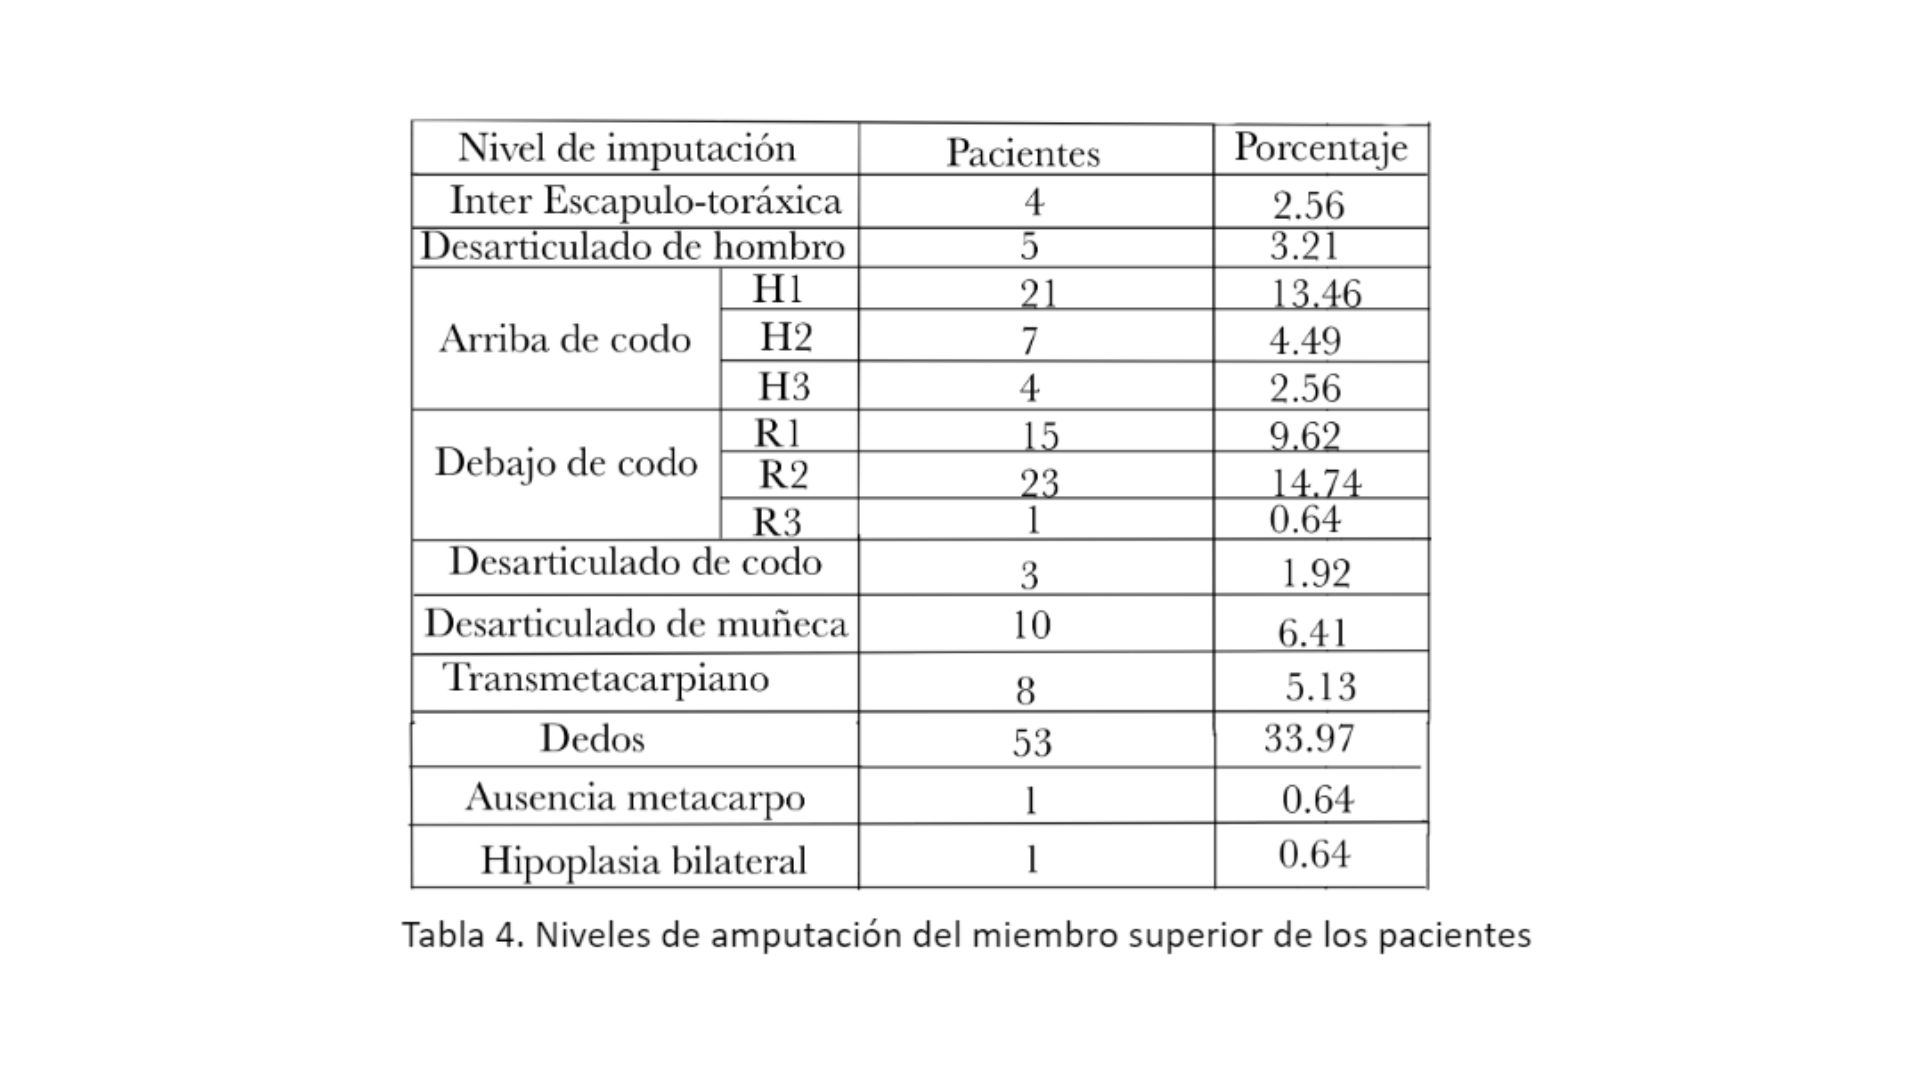 Nivel de imputación Pacientes Porcentaje
Inter Escapulo-toráxica 4 2.56
Desarticulado de hombro 5 3.21
Arriba de codo H1 21 13.46
H2 7 4.49
H3 4 2.56
Debajo de codo R1 15 9.62
R2 23 14.74
R3 1 0.64
Desarticulado de codo 3 1.92
Desarticulado de muñeca 10 6.41
Transmetacarpiano 8 5.13
Dedos 53 33.97
Ausencia metacarpo 1 0.64
Hipoplasia bilateral 1 0.64
Tabla 4. Niveles de amputación del miembro superior de los pacientes